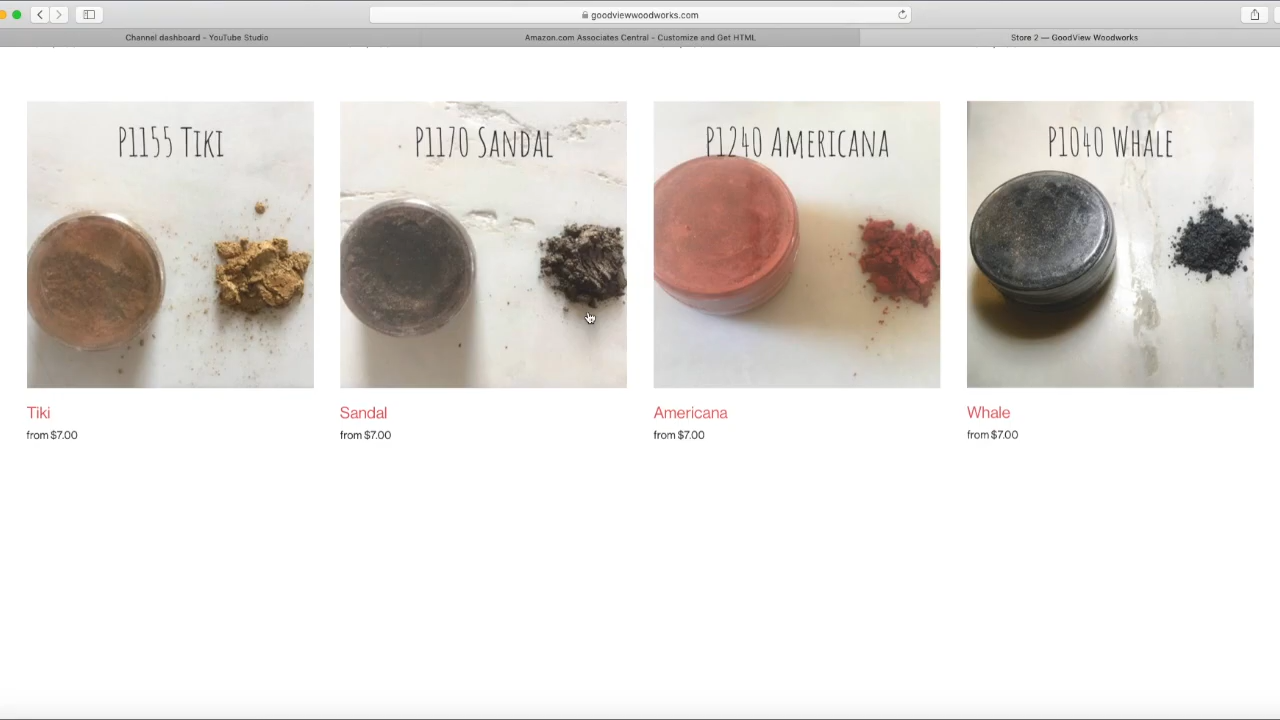 goodviewwoodworks.com
Channel dashboard - YouTube Studio
Amazon.com Associates Central - Customize and Get HTML
Store 2 — GoodView Woodworks
P1155 TIKI
P1170 SANDAL
P1240 AMERICANA
P1040 WHALE
Tiki
Sandal
Americana
Whale
from $7.00
from $7.00
from $7.00
from $7.00